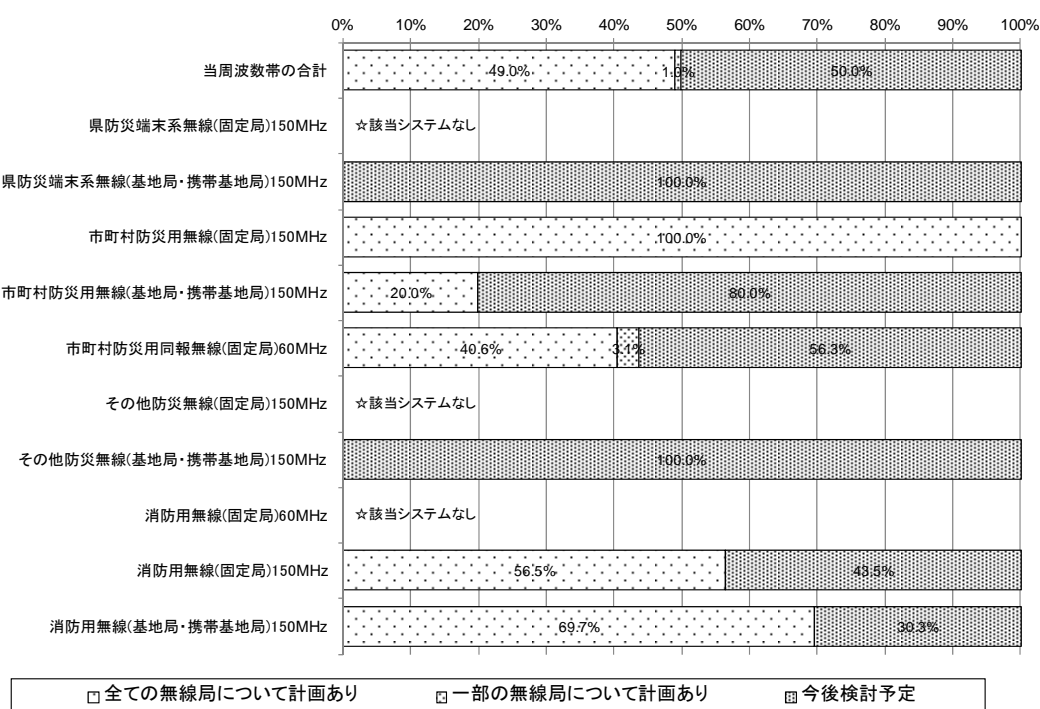 0% 10% 20% 30% 40% 50% 60% 70% 80% 90% 100%
当周波数帯の合計 49.0% 1.0% 50.0%
県防災端末系無線(固定局)150MHz ☆該当システムなし
県防災端末系無線(基地局・携帯基地局)150MHz 100.0%
市町村防災用無線(固定局)150MHz 100.0%
市町村防災用無線(基地局・携帯基地局)150MHz 20.0% 80.0%
市町村防災用同報無線(固定局)60MHz 40.6% 3.1% 56.3%
その他防災無線(固定局)150MHz ☆該当システムなし
その他防災無線(基地局・携帯基地局)150MHz 100.0%
消防用無線(固定局)60MHz ☆該当システムなし
消防用無線(固定局)150MHz 56.5% 43.5%
消防用無線(基地局・携帯基地局)150MHz 69.7% 30.3%
全ての無線局について計画あり 一部の無線局について計画あり 今後検討予定